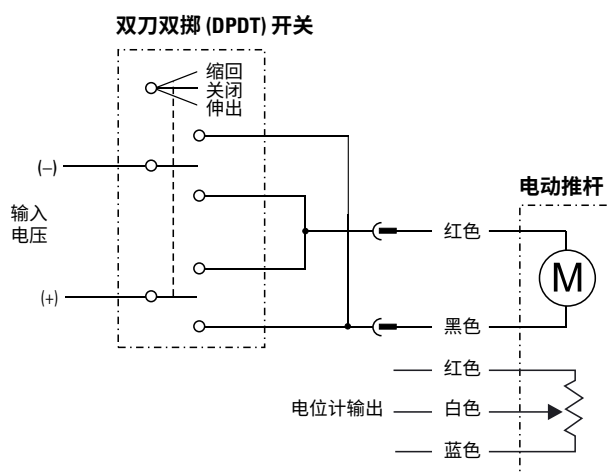 双刀双掷 (DPDT) 开关
缩回
关闭
伸出
(–)
输入
电压
(+)
电动推杆
红色
M
黑色
红色
电位计输出
白色
蓝色